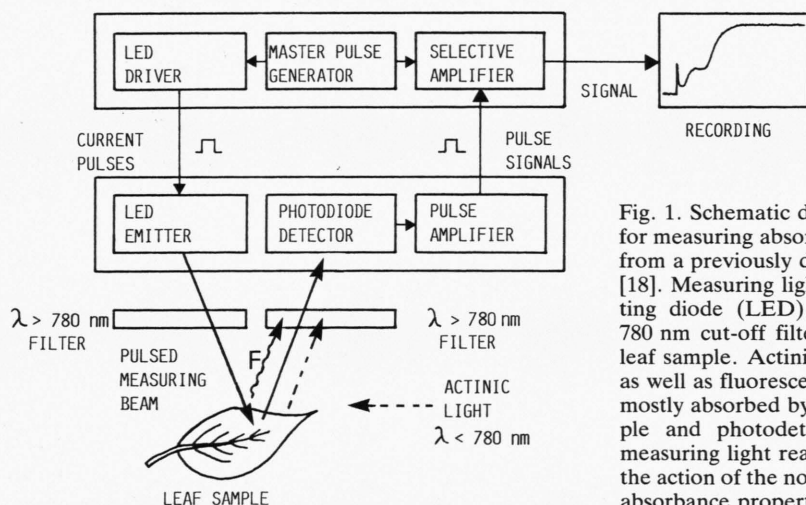 LED DRIVER
MASTER PULSE GENERATOR
SELECTIVE AMPLIFIER
SIGNAL
RECORDING
CURRENT PULSES
PULSE SIGNALS
LED EMITTER
PHOTODIODE DETECTOR
PULSE AMPLIFIER
λ > 780 nm FILTER
λ > 780 nm FILTER
PULSED MEASURING BEAM
F
ACTINIC LIGHT λ < 780 nm
LEAF SAMPLE
Fig. 1. Schematic d
for measuring absor
from a previously d
[18]. Measuring ligh
ting diode (LED)
780 nm cut-off filter
leaf sample. Actini
as well as fluoresce
mostly absorbed by
ple and photodet
measuring light rea
the action of the no
absorbance propert